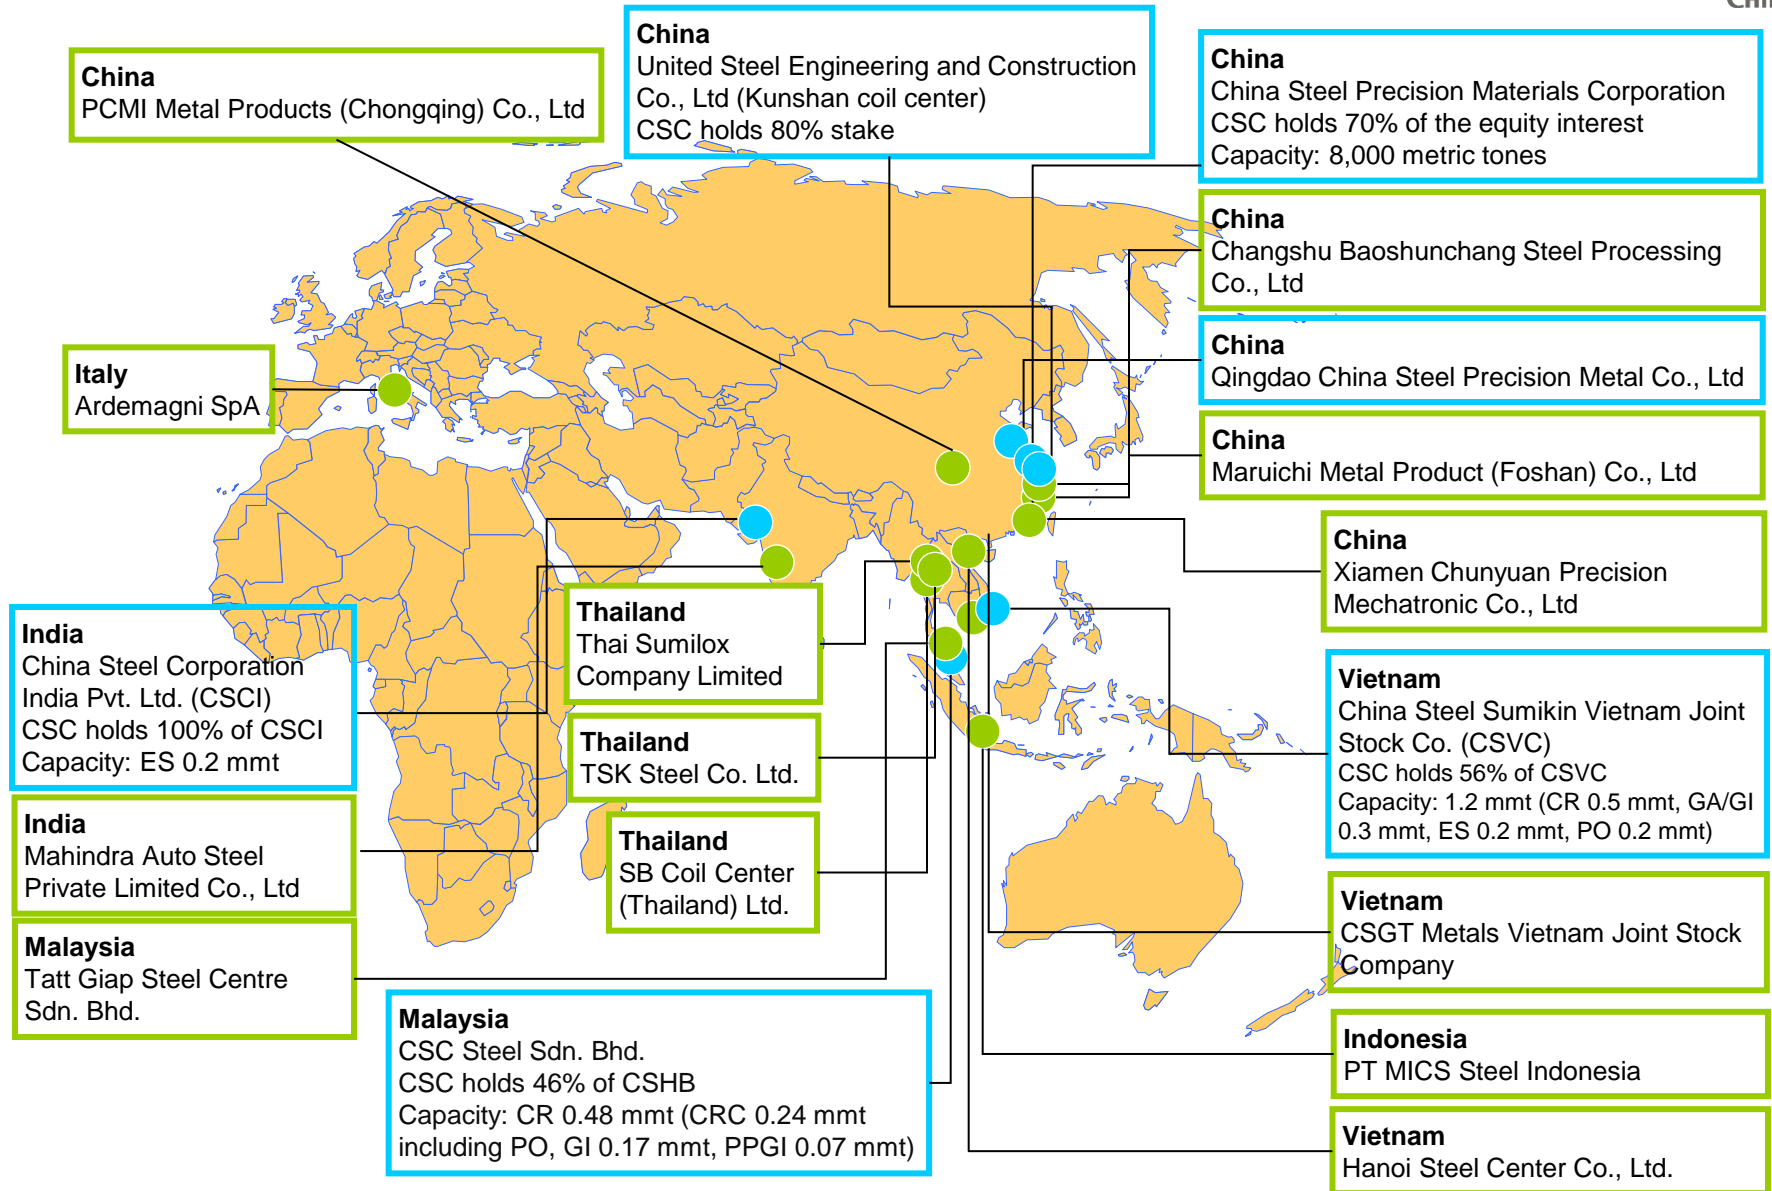 China
PCMI Metal Products (Chongqing) Co., Ltd
China
United Steel Engineering and Construction
Co., Ltd (Kunshan coil center)
CSC holds 80% stake
China
China Steel Precision Materials Corporation
CSC holds 70% of the equity interest
Capacity: 8,000 metric tones
China
Changshu Baoshunchang Steel Processing
Co., Ltd
China
Qingdao China Steel Precision Metal Co., Ltd
Italy
Ardemagni SpA
China
Maruichi Metal Product (Foshan) Co., Ltd
China
Xiamen Chunyuan Precision
Mechatronic Co., Ltd
India
China Steel Corporation
India Pvt. Ltd. (CSCI)
CSC holds 100% of CSCI
Capacity: ES 0.2 mmt
Thailand
Thai Sumilox
Company Limited
Thailand
TSK Steel Co. Ltd.
Vietnam
China Steel Sumikin Vietnam Joint
Stock Co. (CSVC)
CSC holds 56% of CSVC
Capacity: 1.2 mmt (CR 0.5 mmt, GA/GI
0.3 mmt, ES 0.2 mmt, PO 0.2 mmt)
India
Mahindra Auto Steel
Private Limited Co., Ltd
Thailand
SB Coil Center
(Thailand) Ltd.
Vietnam
CSGT Metals Vietnam Joint Stock
Company
Malaysia
Tatt Giap Steel Centre
Sdn. Bhd.
Malaysia
CSC Steel Sdn. Bhd.
CSC holds 46% of CSHB
Capacity: CR 0.48 mmt (CRC 0.24 mmt
including PO, GI 0.17 mmt, PPGI 0.07 mmt)
Indonesia
PT MICS Steel Indonesia
Vietnam
Hanoi Steel Center Co., Ltd.